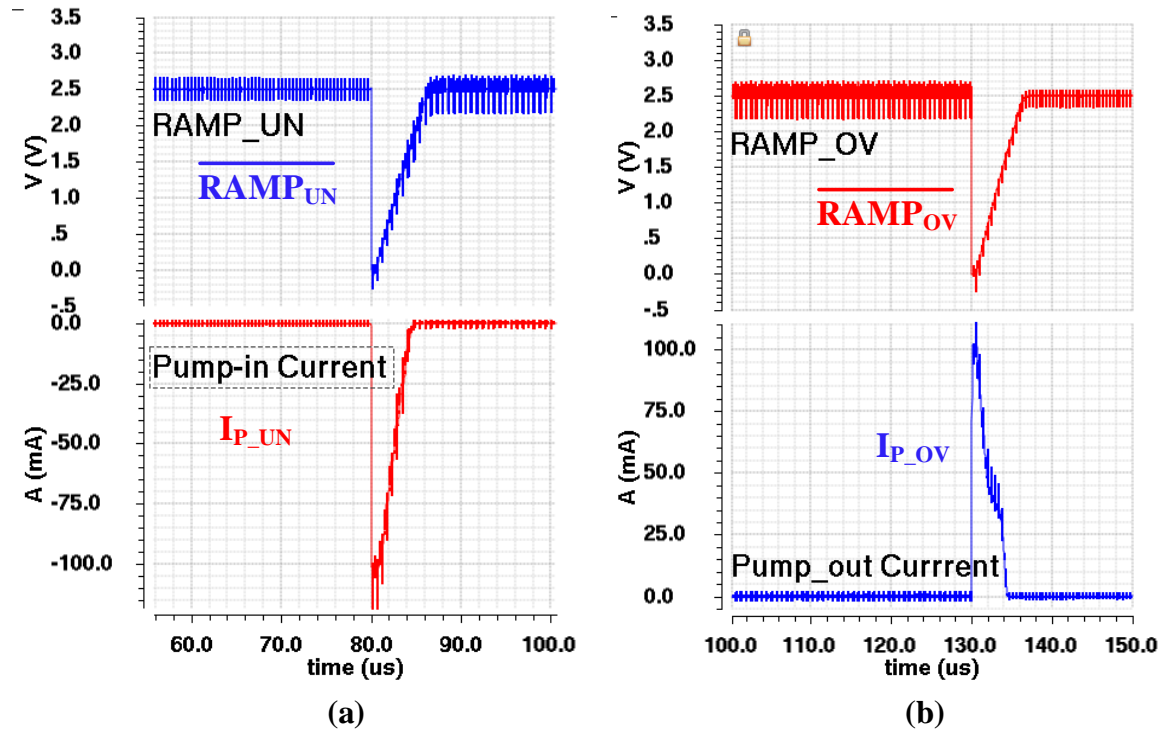 3.5
3.0
2.5
2.0
1.5
1.0
.5
0.0
-.5
V (V)
RAMP_UN
RAMP_UN
0.0
-25.0
-50.0
-75.0
-100.0
A (mA)
Pump-in Current
I_P_UN
60.0 70.0 80.0 90.0 100.0
time (us)
(a)
3.5
3.0
2.5
2.0
1.5
1.0
.5
0.0
-.5
V (V)
RAMP_OV
RAMP_OV
100.0
75.0
50.0
25.0
0.0
A (mA)
I_P_OV
Pump_out Currrent
100.0 110.0 120.0 130.0 140.0 150.0
time (us)
(b)